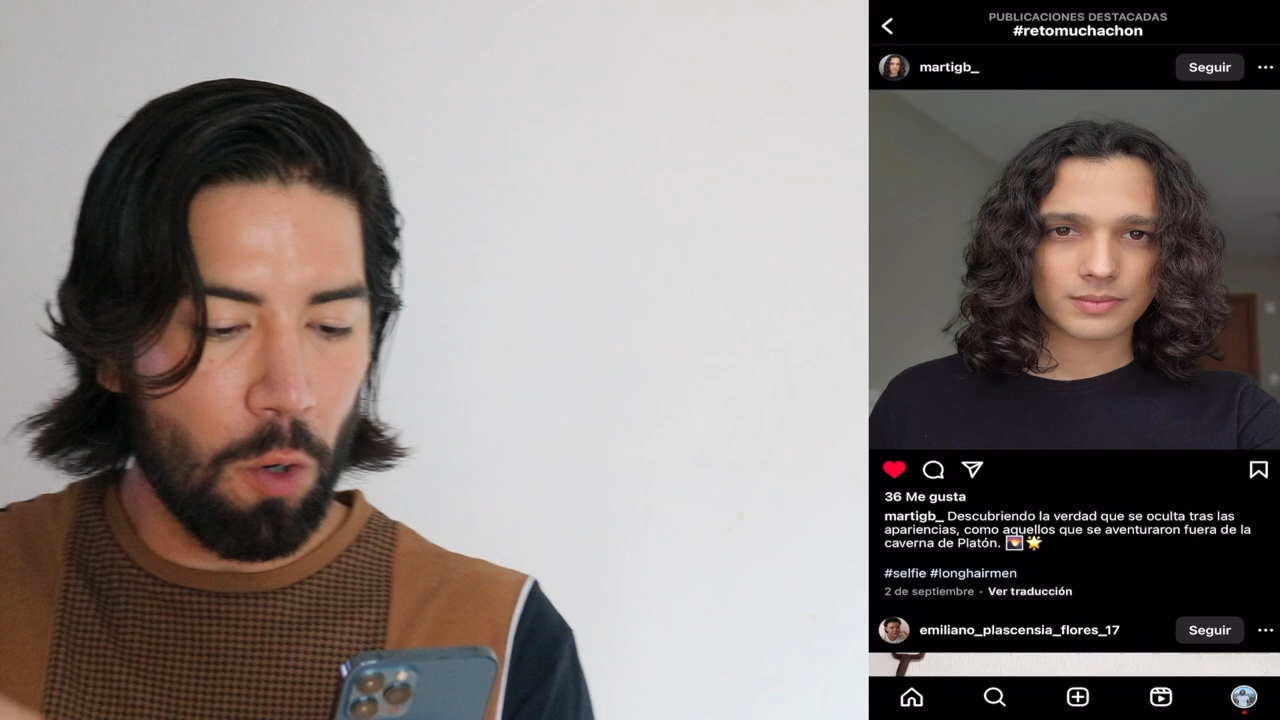 PUBLICACIONES DESTACADAS
#retomuchachon
martigb_
Seguir
36 Me gusta
martigb_ Descubriendo la verdad que se oculta tras las
apariencias, como aquellos que se aventuraron fuera de la
caverna de Platón. 🌄🌟
#selfie #longhairmen
2 de septiembre · Ver traducción
emiliano_plascensia_flores_17
Seguir